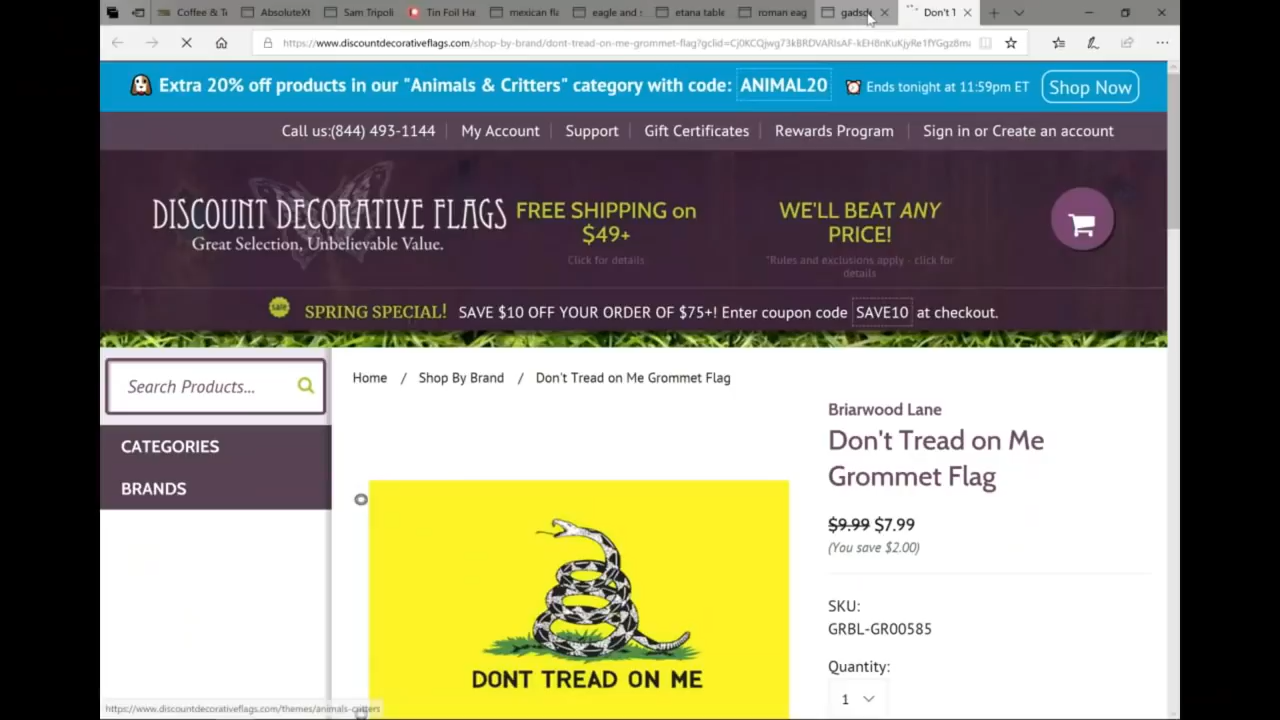 Coffee & Te
AbsoluteXt
Sam Tripoli
Tin Foil Ha
mexican fla
eagle and s
etana table
roman eag
gadsd
Don't T
https://www.discountdecorativeflags.com/shop-by-brand/dont-tread-on-me-grommet-flag?gclid=
Extra 20% off products in our "Animals & Critters" category with code: ANIMAL20 Ends tonight at 11:59pm ET Shop Now
Call us:(844) 493-1144 My Account Support Gift Certificates Rewards Program Sign in or Create an account
DISCOUNT DECORATIVE FLAGS
Great Selection, Unbelievable Value.
FREE SHIPPING on
$49+
Click for details
WE'LL BEAT ANY
PRICE!
*Rules and exclusions apply - click for
details
sale
SPRING SPECIAL! SAVE $10 OFF YOUR ORDER OF $75+! Enter coupon code SAVE10 at checkout.
Search Products...
CATEGORIES
BRANDS
Home / Shop By Brand / Don't Tread on Me Grommet Flag
Briarwood Lane
Don't Tread on Me
Grommet Flag
$9.99 $7.99
(You save $2.00)
SKU:
GRBL-GR00585
Quantity:
1
DONT TREAD ON ME
https://www.discountdecorativeflags.com/themes/animals-critters